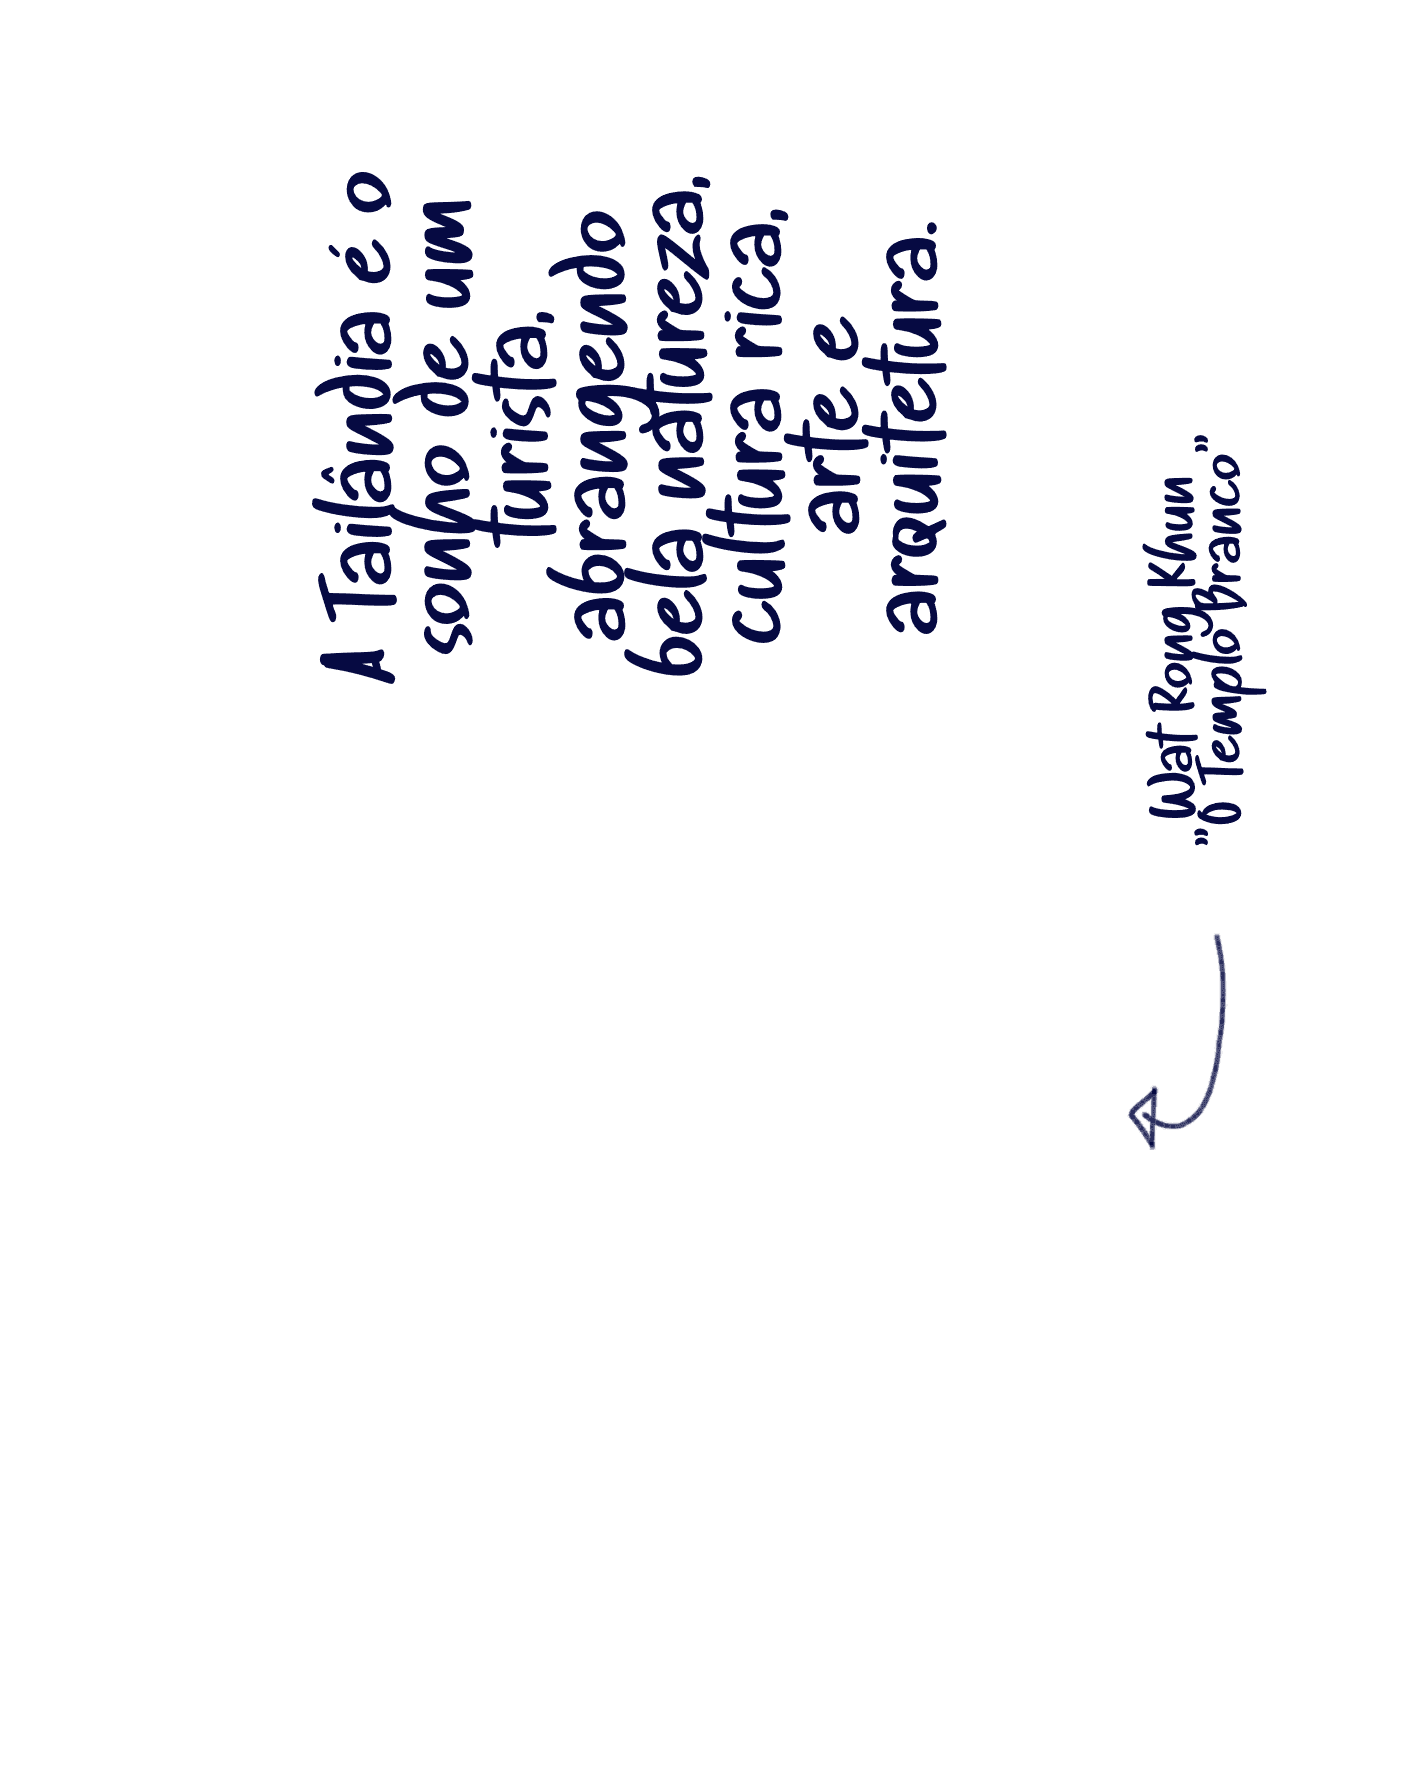 A Tailândia é o
sonho de um
turista,
abrangendo
bela natureza,
cultura rica,
arte e
arquitetura.
Wat Rong Khun
"O Templo Branco"